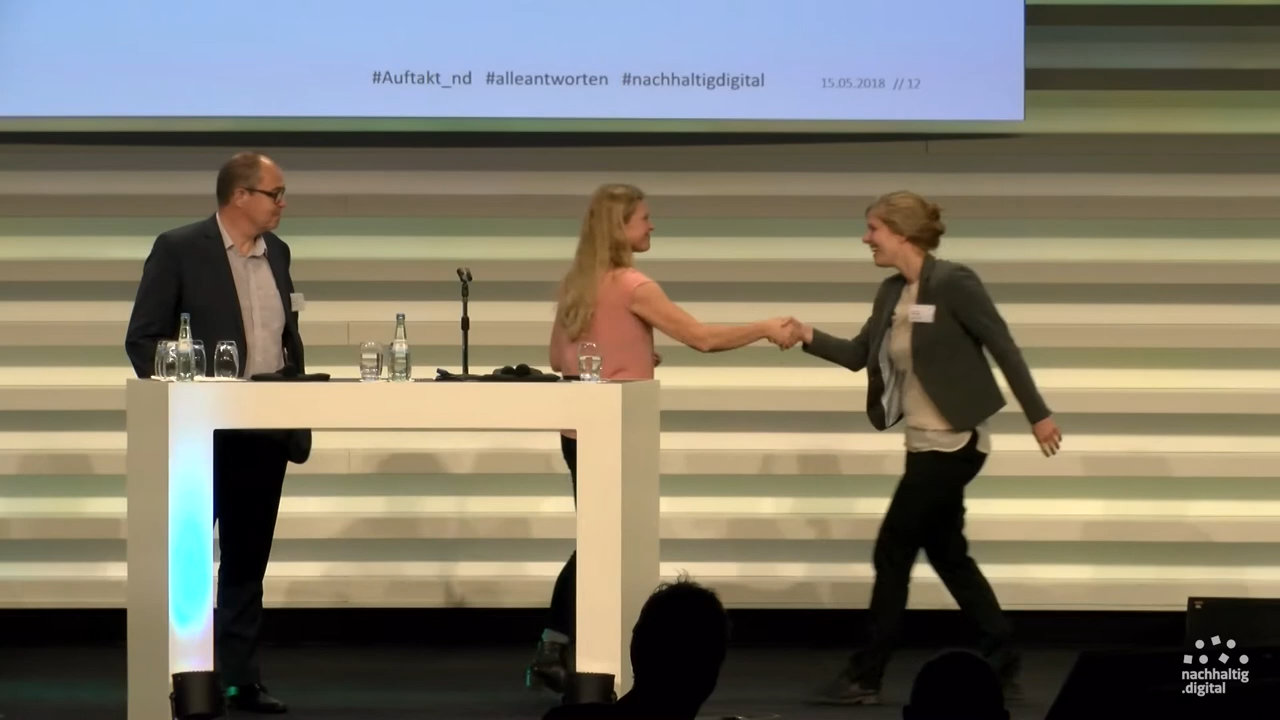 #Auftakt_nd #alleantworten #nachhaltigdigital 15.05.2018 // 12
nachhaltig
.digital